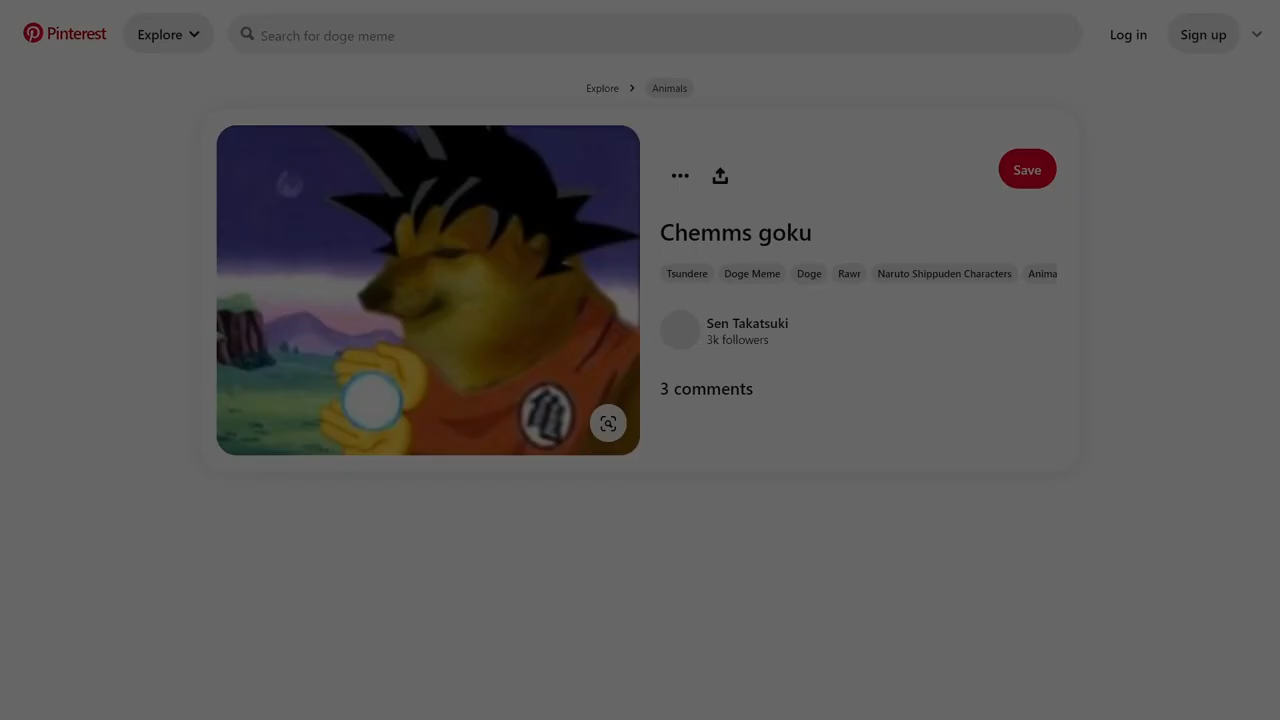 Pinterest
Explore
Search for doge meme
Log in
Sign up
Explore
Animals
Save
Chemms goku
Tsundere
Doge Meme
Doge
Rawr
Naruto Shippuden Characters
Anima
Sen Takatsuki
3k followers
3 comments